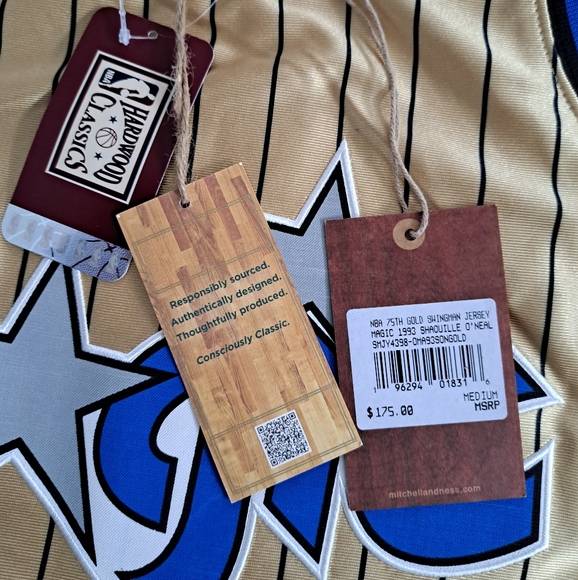 NBA
HARDWOOD
CLASSICS
Responsibly sourced.
Authentically designed.
Thoughtfully produced.
Consciously Classic.
NBA 75TH GOLD SWINGMAN JERSEY
MAGIC 1993 SHAQUILLE O'NEAL
SMJY4398-OMA93SONGOLD
1 96294 01831 6
MEDIUM
$175.00 MSRP
mitchellandness.com